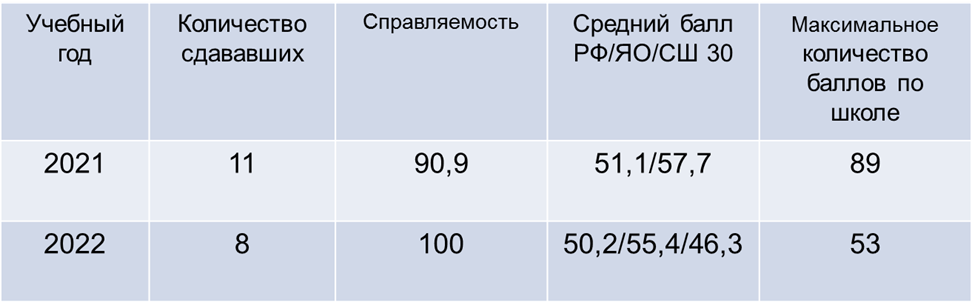 Учебный год
Количество сдававших
Справляемость
Средний балл РФ/ЯО/СШ 30
Максимальное количество баллов по школе
2021 11 90,9 51,1/57,7 89
2022 8 100 50,2/55,4/46,3 53